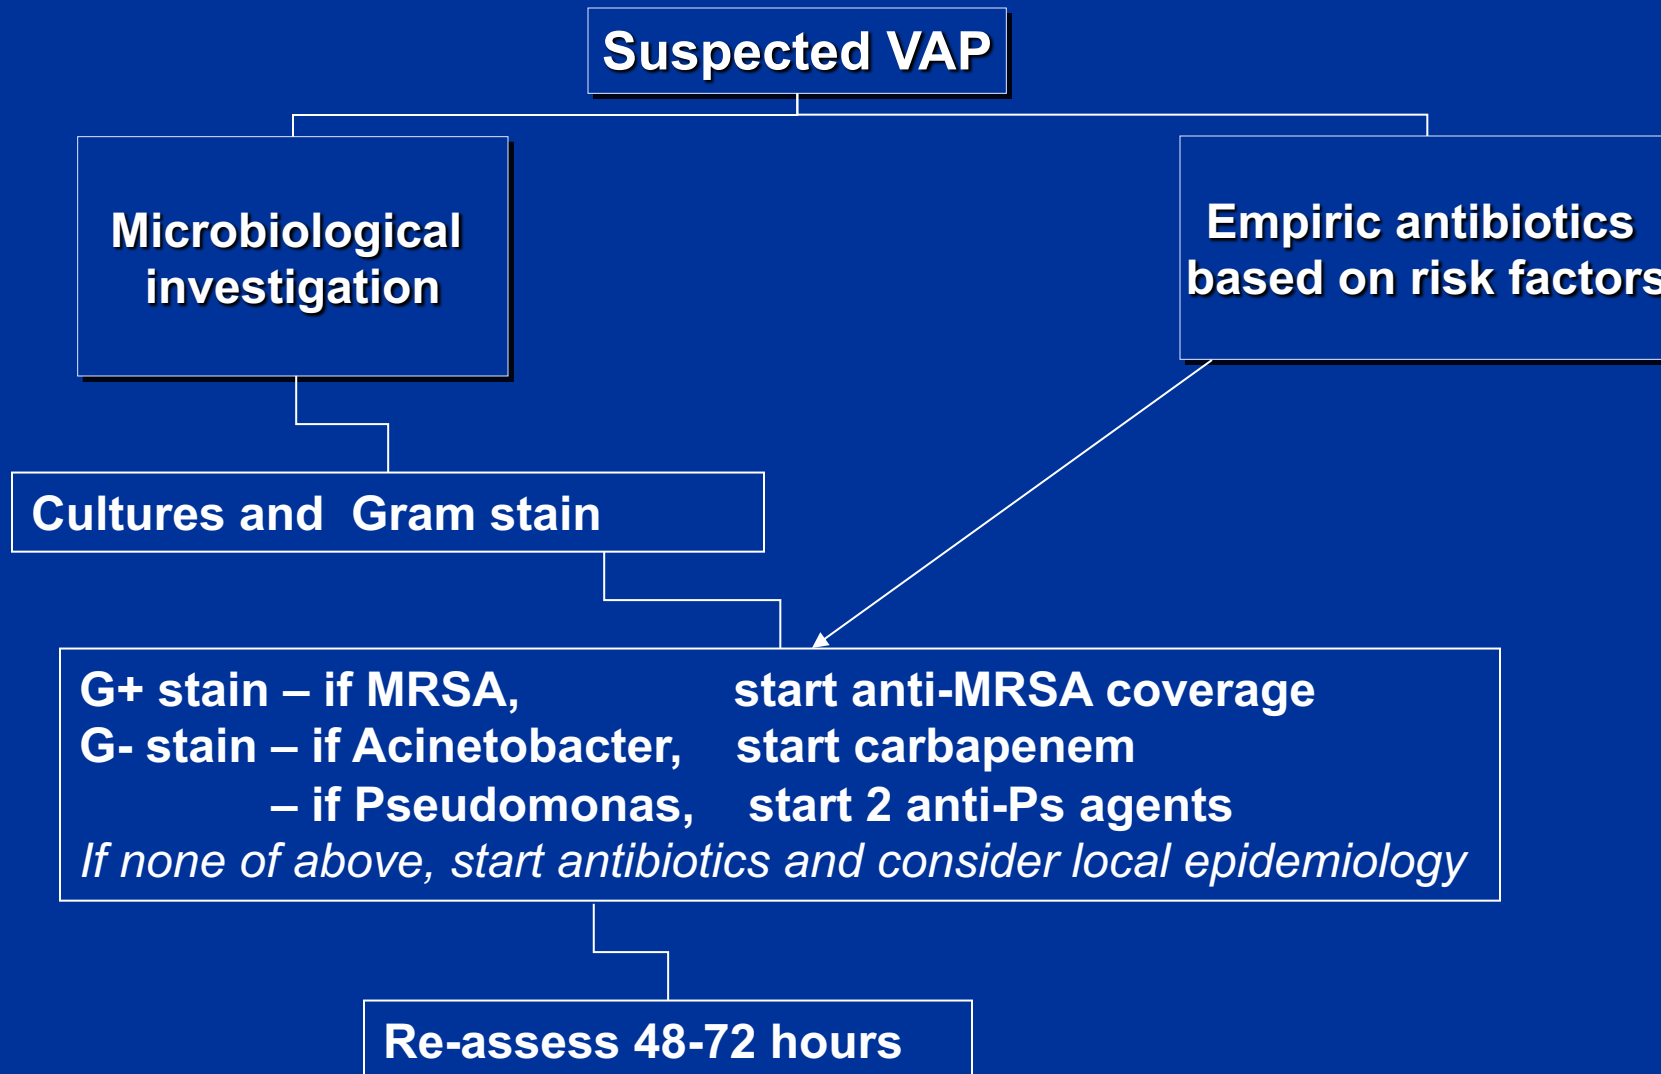 Suspected VAP
Microbiological
investigation
Empiric antibiotics
based on risk factors
Cultures and Gram stain
G+ stain – if MRSA, start anti-MRSA coverage
G- stain – if Acinetobacter, start carbapenem
– if Pseudomonas, start 2 anti-Ps agents
If none of above, start antibiotics and consider local epidemiology
Re-assess 48-72 hours